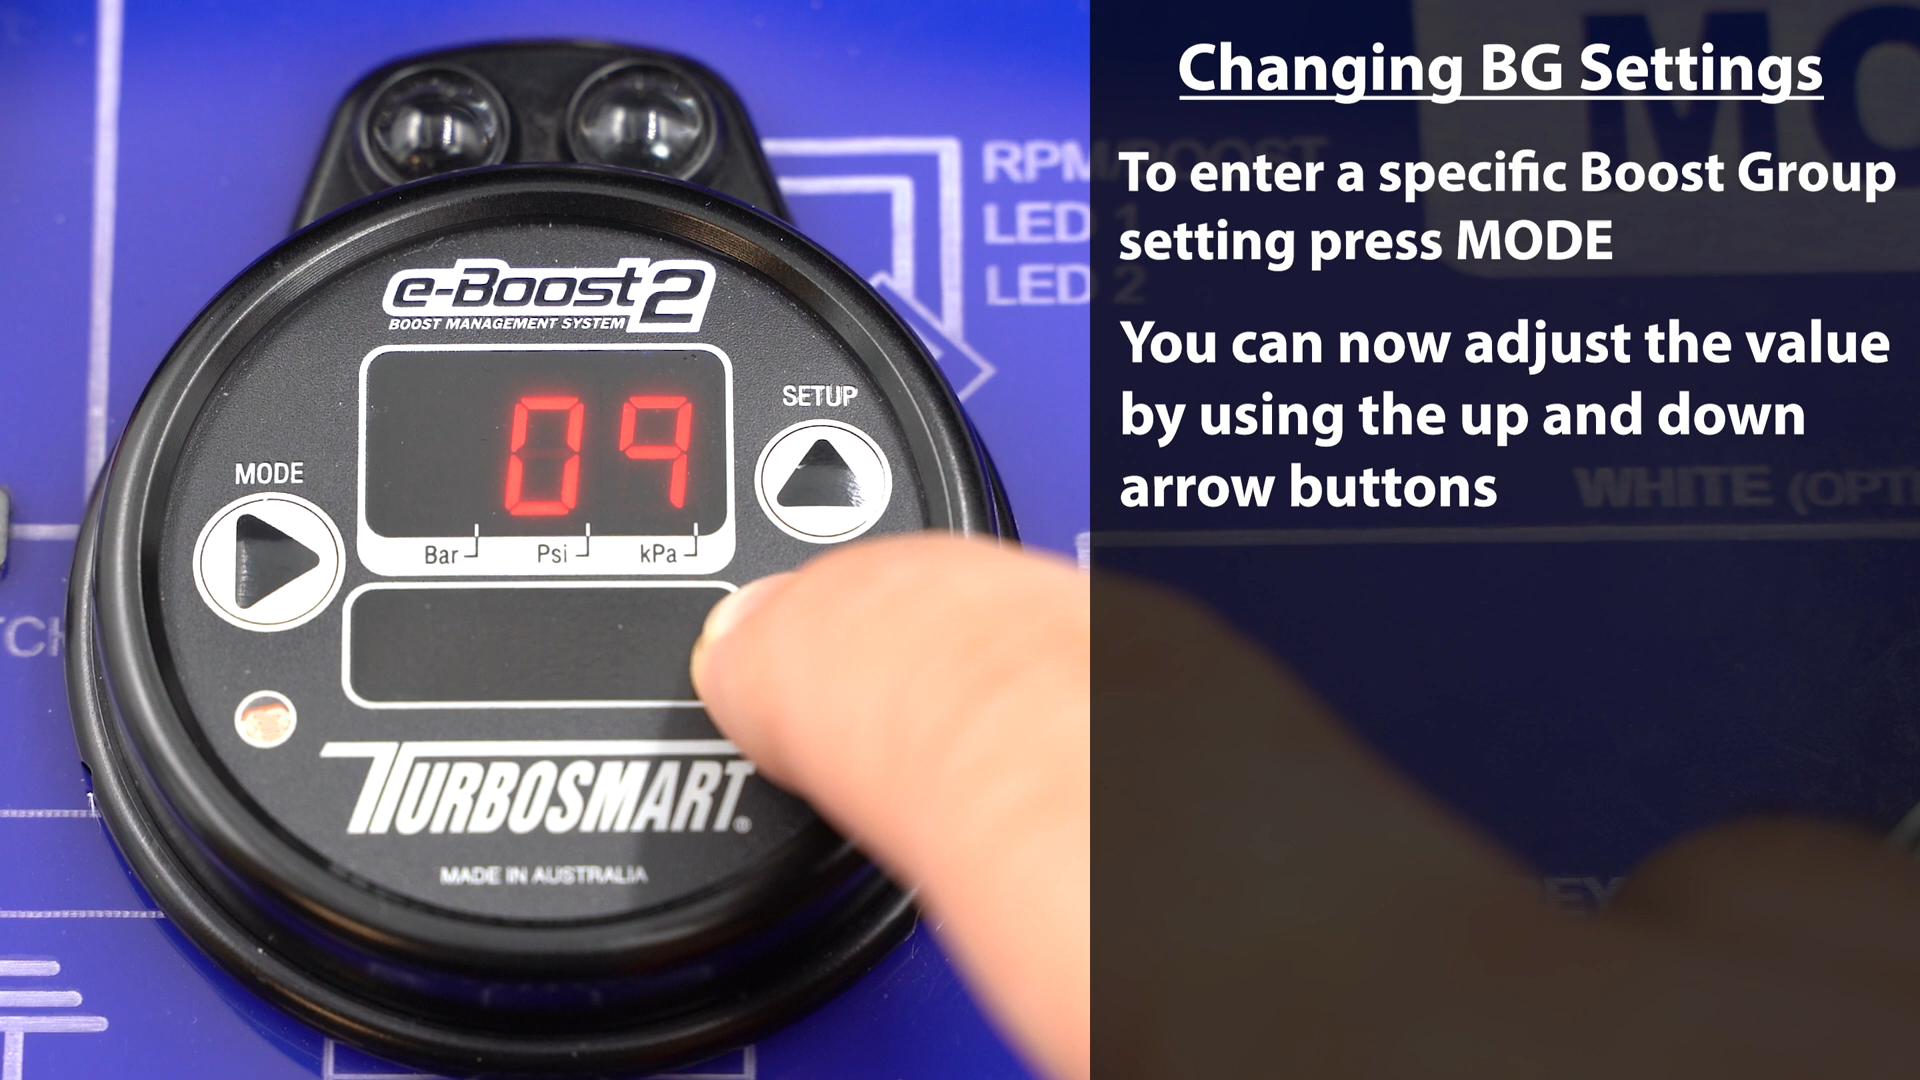 Changing BG Settings
To enter a specific Boost Group
setting press MODE
You can now adjust the value
by using the up and down
arrow buttons
RPM BOOST
LED 1
LED 2
e-Boost2
BOOST MANAGEMENT SYSTEM
SETUP
09
MODE
Bar Psi kPa
TURBOSMART®
MADE IN AUSTRALIA
WHITE